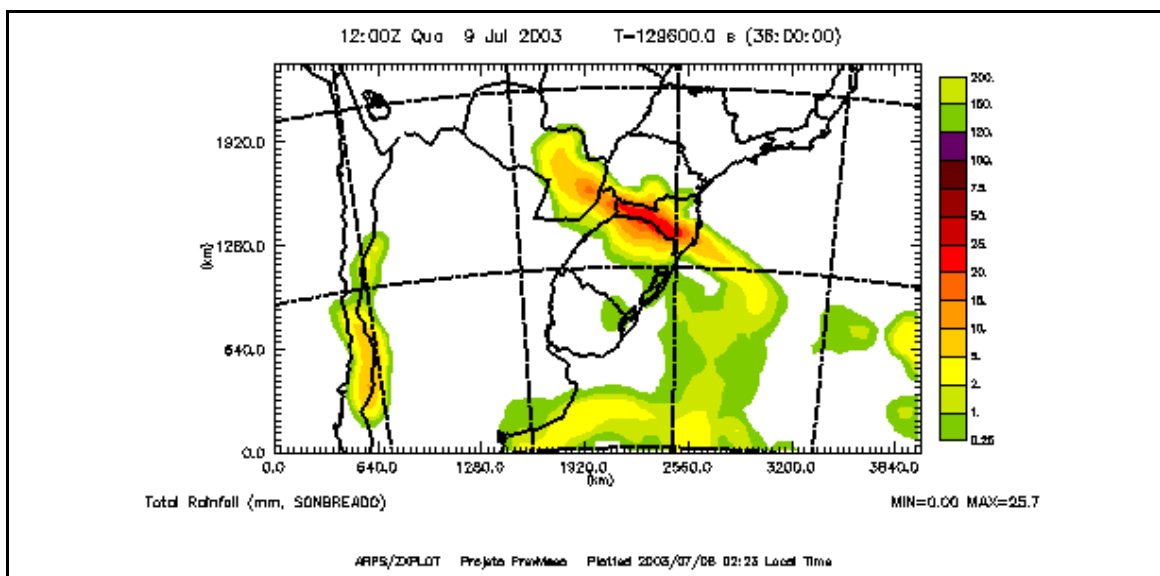 12:00Z Qua 9 Jul 2003 T=129600.0 s (36:00:00)
200.
150.
120.
100.
75.
50.
25.
20.
15.
10.
5.
2.
1.
0.25
1920.0
1280.0
(km)
640.0
0.0
0.0 640.0 1280.0 1920.0 2560.0 3200.0 3840.0
(km)
Total Rainfall (mm, SOMBREADO)
MIN=0.00 MAX=25.7
ARPS/ZXPLOT Projeto PrevMeso Plotted 2003/07/08 02:23 Local Time